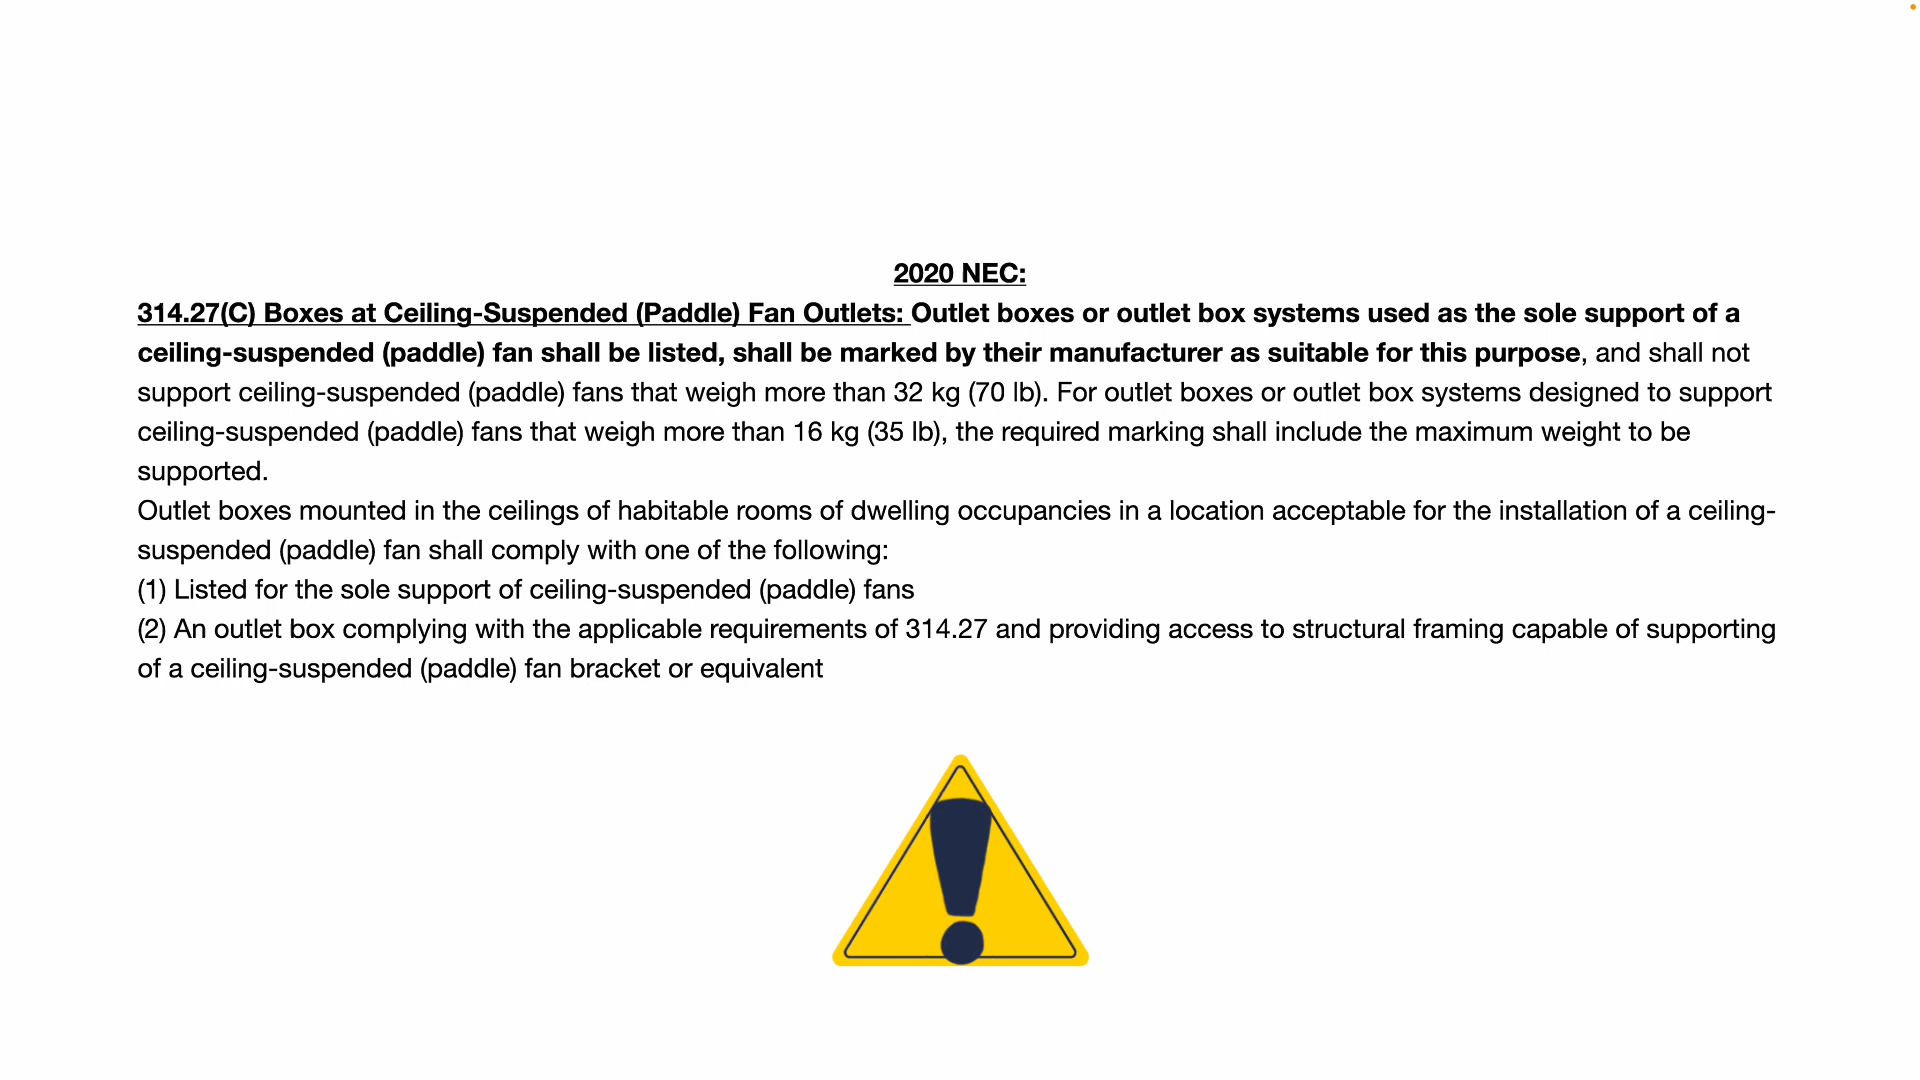 2020 NEC:
314.27(C) Boxes at Ceiling-Suspended (Paddle) Fan Outlets: Outlet boxes or outlet box systems used as the sole support of a
ceiling-suspended (paddle) fan shall be listed, shall be marked by their manufacturer as suitable for this purpose, and shall not
support ceiling-suspended (paddle) fans that weigh more than 32 kg (70 lb). For outlet boxes or outlet box systems designed to support
ceiling-suspended (paddle) fans that weigh more than 16 kg (35 lb), the required marking shall include the maximum weight to be
supported.
Outlet boxes mounted in the ceilings of habitable rooms of dwelling occupancies in a location acceptable for the installation of a ceiling-
suspended (paddle) fan shall comply with one of the following:
(1) Listed for the sole support of ceiling-suspended (paddle) fans
(2) An outlet box complying with the applicable requirements of 314.27 and providing access to structural framing capable of supporting
of a ceiling-suspended (paddle) fan bracket or equivalent